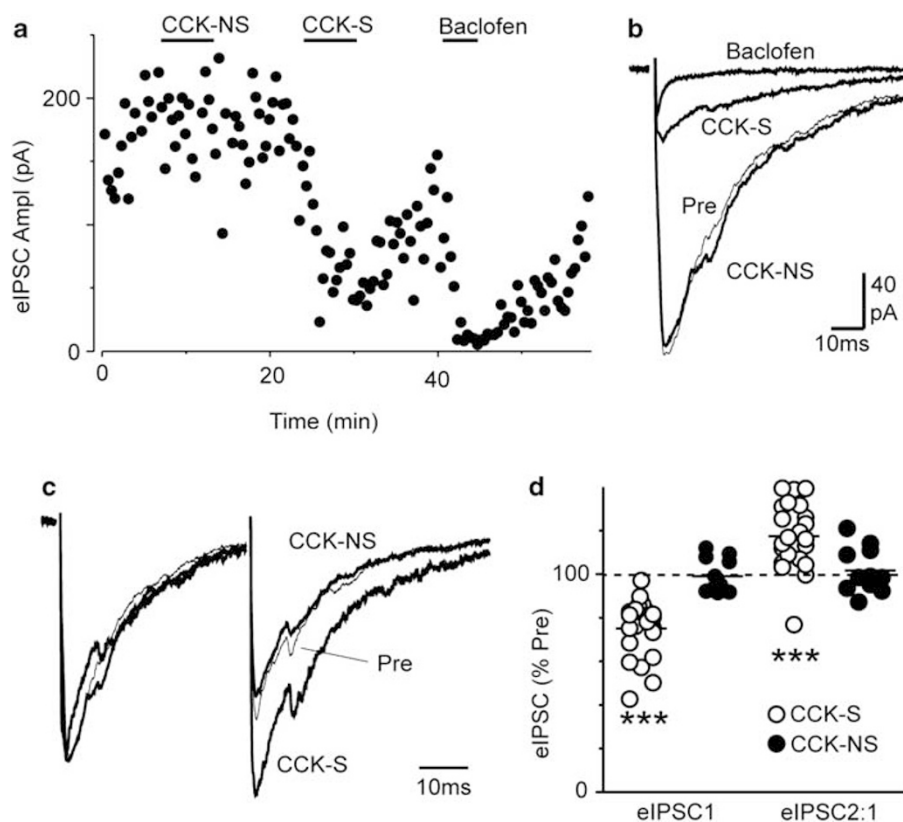 a
CCK-NS CCK-S Baclofen
200
0
eIPSC Ampl (pA)
0 20 40
Time (min)
b
Baclofen
CCK-S
Pre
CCK-NS
40
pA
10ms
c
CCK-NS
Pre
CCK-S
10ms
d
100
0
eIPSC (% Pre)
***
***
CCK-S
CCK-NS
eIPSC1 eIPSC2:1